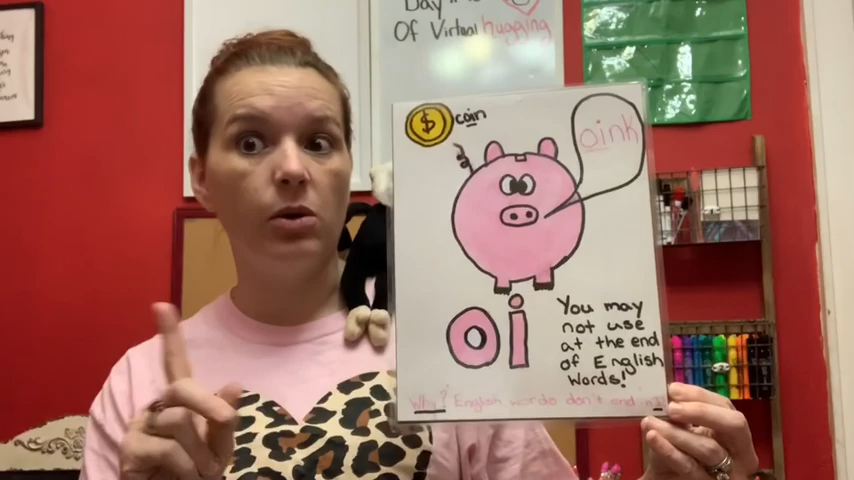 Of Virtual hugging
coin
oink
oi
You may
not use
at the end
of English
words!
Why? English words don't end in i